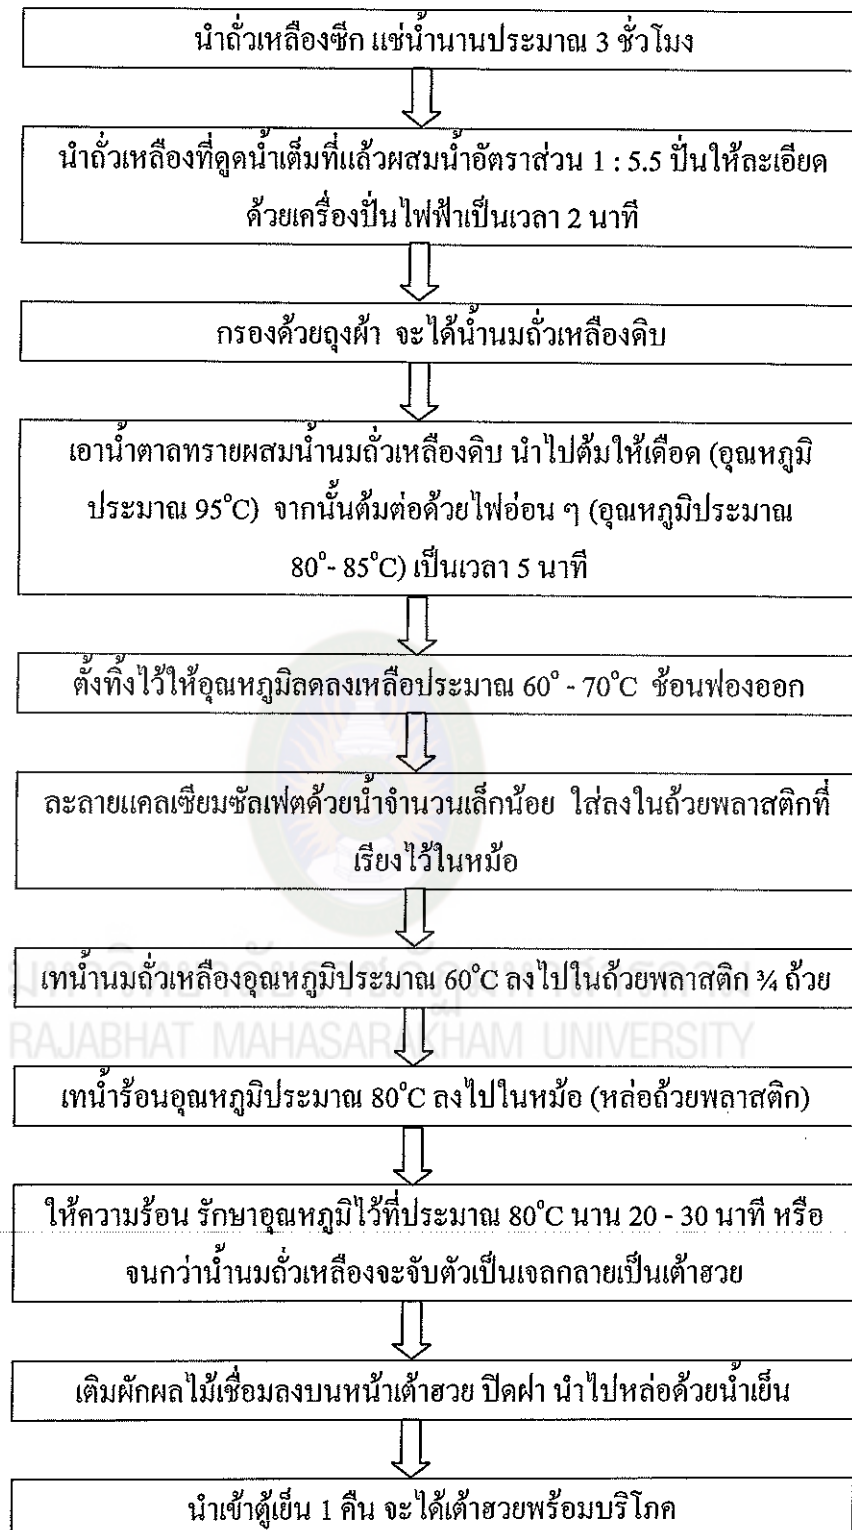 นำถั่วเหลืองซีก แช่น้ำนานประมาณ 3 ชั่วโมง
นำถั่วเหลืองที่ดูดน้ำเต็มที่แล้วผสมน้ำอัตราส่วน 1 : 5.5 ปั่นให้ละเอียด
ด้วยเครื่องปั่นไฟฟ้าเป็นเวลา 2 นาที
กรองด้วยถุงผ้า จะได้น้ำนมถั่วเหลืองดิบ
เอาน้ำตาลทรายผสมน้ำนมถั่วเหลืองดิบ นำไปต้มให้เดือด (อุณหภูมิ
ประมาณ 95°C) จากนั้นต้มต่อด้วยไฟอ่อน ๆ (อุณหภูมิประมาณ
80°- 85°C) เป็นเวลา 5 นาที
ตั้งทิ้งไว้ให้อุณหภูมิลดลงเหลือประมาณ 60° - 70°C ช้อนฟองออก
ละลายแคลเซียมซัลเฟตด้วยน้ำจำนวนเล็กน้อย ใส่ลงในถ้วยพลาสติกที่
เรียงไว้ในหม้อ
เทน้ำนมถั่วเหลืองอุณหภูมิประมาณ 60°C ลงไปในถ้วยพลาสติก ¾ ถ้วย
มหาวิทยาลัยราชภัฏมหาสารคาม
RAJABHAT MAHASARAKHAM UNIVERSITY
เทน้ำร้อนอุณหภูมิประมาณ 80°C ลงไปในหม้อ (หล่อถ้วยพลาสติก)
ให้ความร้อน รักษาอุณหภูมิไว้ที่ประมาณ 80°C นาน 20 - 30 นาที หรือ
จนกว่าน้ำนมถั่วเหลืองจะจับตัวเป็นเจลกลายเป็นเต้าฮวย
เติมผักผลไม้เชื่อมลงบนหน้าเต้าฮวย ปิดฝา นำไปหล่อด้วยน้ำเย็น
นำเข้าตู้เย็น 1 คืน จะได้เต้าฮวยพร้อมบริโภค